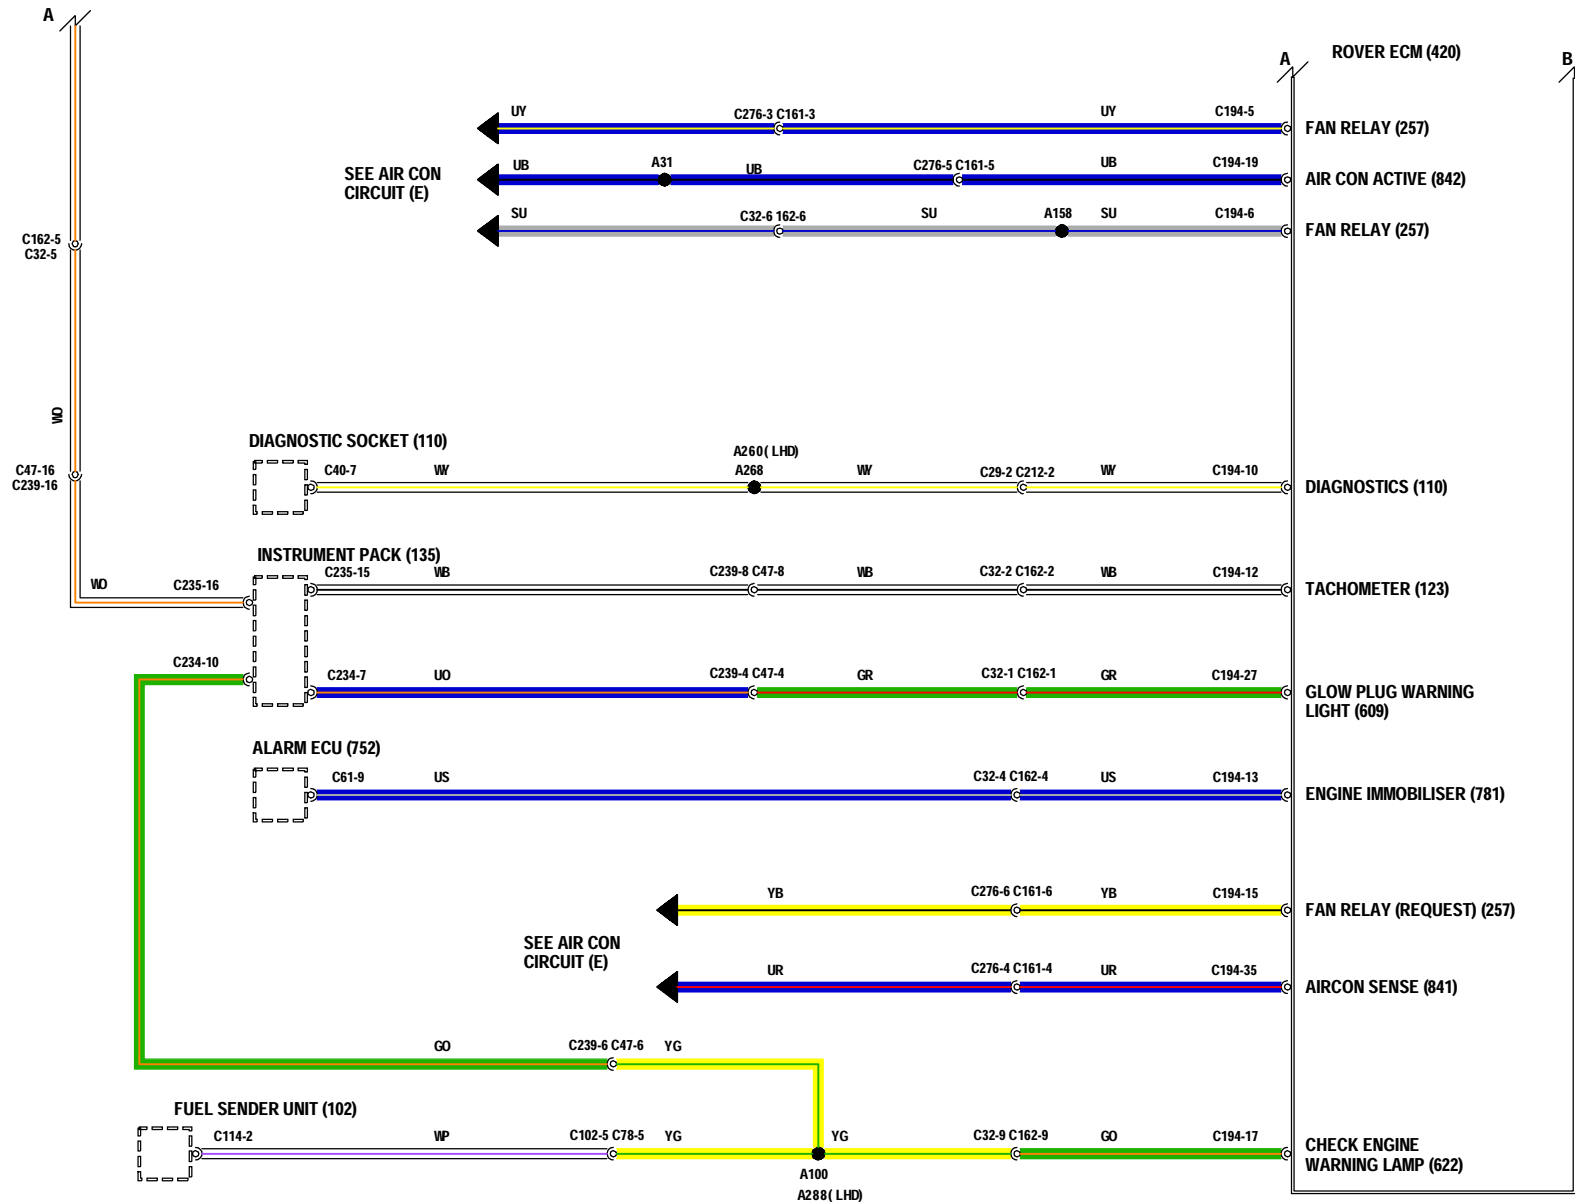 A
A
ROVER ECM (420)
B
UY
C276-3 C161-3
UY
C194-5
FAN RELAY (257)
SEE AIR CON
CIRCUIT (E)
UB
A31
UB
C276-5 C161-5
UB
C194-19
AIR CON ACTIVE (842)
SU
C32-6 162-6
SU
A158
SU
C194-6
FAN RELAY (257)
C162-5
C32-5
WO
C47-16
C239-16
DIAGNOSTIC SOCKET (110)
C40-7
WY
A260( LHD)
A268
WY
C29-2 C212-2
WY
C194-10
DIAGNOSTICS (110)
INSTRUMENT PACK (135)
WO
C235-16
C235-15
WB
C239-8 C47-8
WB
C32-2 C162-2
WB
C194-12
TACHOMETER (123)
C234-10
C234-7
UO
C239-4 C47-4
GR
C32-1 C162-1
GR
C194-27
GLOW PLUG WARNING
LIGHT (609)
ALARM ECU (752)
C61-9
US
C32-4 C162-4
US
C194-13
ENGINE IMMOBILISER (781)
YB
C276-6 C161-6
YB
C194-15
FAN RELAY (REQUEST) (257)
SEE AIR CON
CIRCUIT (E)
UR
C276-4 C161-4
UR
C194-35
AIRCON SENSE (841)
GO
C239-6 C47-6
YG
FUEL SENDER UNIT (102)
C114-2
WP
C102-5 C78-5
YG
YG
C32-9 C162-9
GO
C194-17
CHECK ENGINE
WARNING LAMP (622)
A100
A288( LHD)